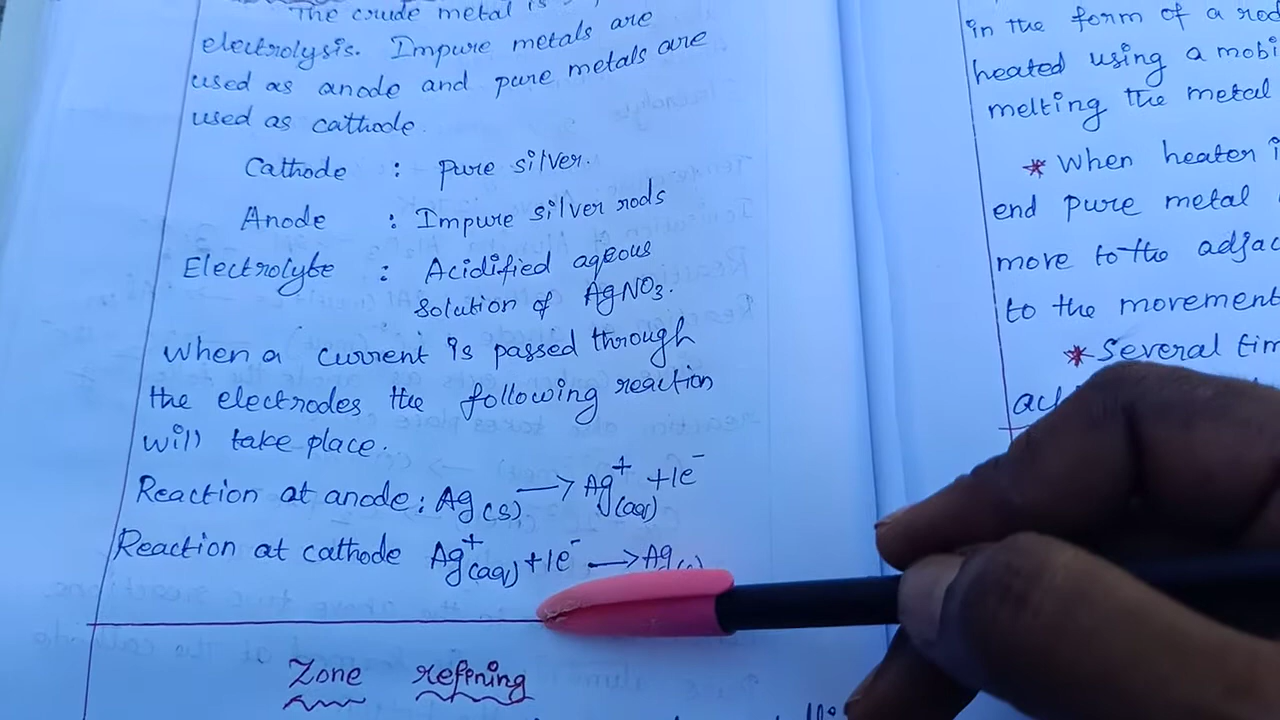 The crude metal is
electrolysis. Impure metals are
used as anode and pure metals are
used as cathode.
Cathode : Pure silver.
Anode : Impure silver rods
Electrolyte : Acidified aqeous
Solution of AgNO3.
When a current is passed through
the electrodes the following reaction
will take place.
Reaction at anode: Ag(s) → Ag+(aq) + 1e-
Reaction at cathode Ag+(aq) + 1e- → Ag(s)
Zone refining
in the form of a rod
heated using a mobi
melting the metal
* When heater i
end pure metal
move to the adjac
to the movement
* Several tim